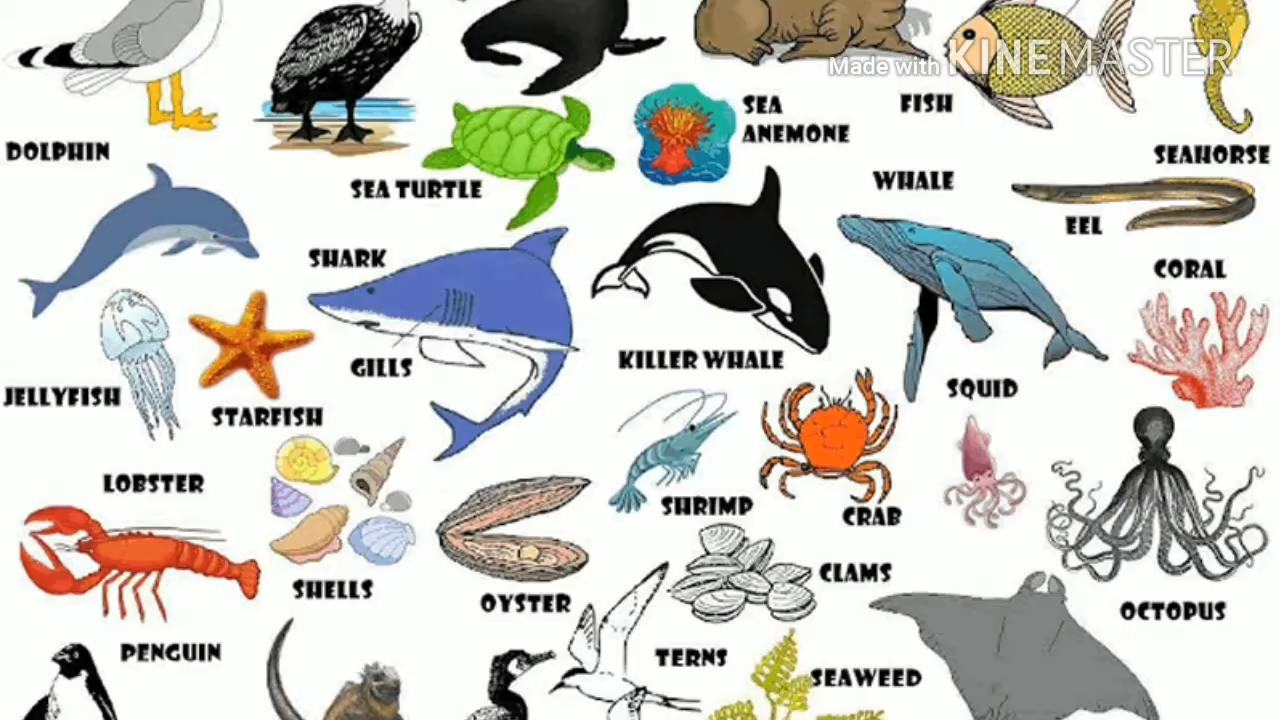 Made with KINEMASTER
SEA
ANEMONE
FISH
DOLPHIN
SEAHORSE
SEA TURTLE
WHALE
EEL
SHARK
CORAL
GILLS
KILLER WHALE
SQUID
JELLYFISH
STARFISH
LOBSTER
SHRIMP
CRAB
SHELLS
OYSTER
CLAMS
OCTOPUS
PENGUIN
TERNS
SEAWEED